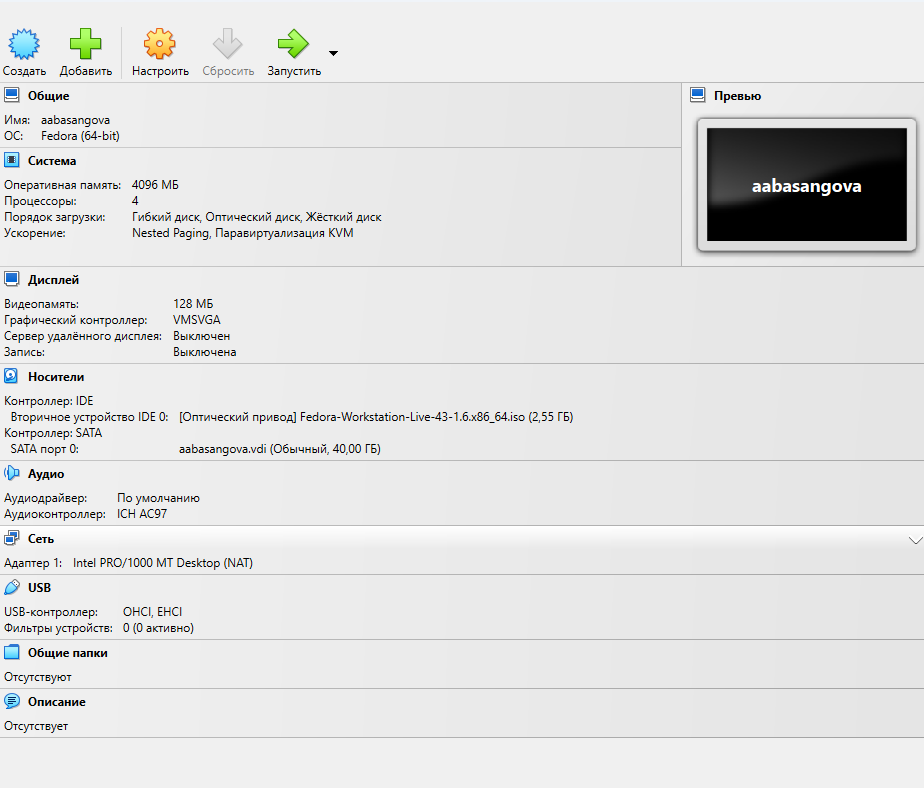 Создать Добавить Настроить Сбросить Запустить
Общие
Имя: aabasangova
ОС: Fedora (64-bit)
Превью
aabasangova
Система
Оперативная память: 4096 МБ
Процессоры: 4
Порядок загрузки: Гибкий диск, Оптический диск, Жёсткий диск
Ускорение: Nested Paging, Паравиртуализация KVM
Дисплей
Видеопамять: 128 МБ
Графический контроллер: VMSVGA
Сервер удалённого дисплея: Выключен
Запись: Выключена
Носители
Контроллер: IDE
Вторичное устройство IDE 0: [Оптический привод] Fedora-Workstation-Live-43-1.6.x86_64.iso (2,55 ГБ)
Контроллер: SATA
SATA порт 0: aabasangova.vdi (Обычный, 40,00 ГБ)
Аудио
Аудиодрайвер: По умолчанию
Аудиоконтроллер: ICH AC97
Сеть
Адаптер 1: Intel PRO/1000 MT Desktop (NAT)
USB
USB-контроллер: OHCI, EHCI
Фильтры устройств: 0 (0 активно)
Общие папки
Отсутствуют
Описание
Отсутствует